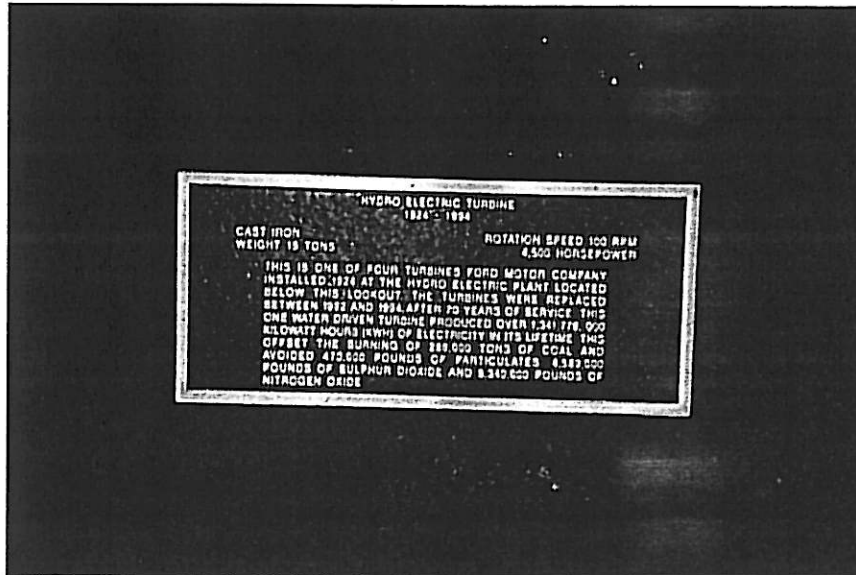 HYDRO ELECTRIC TURBINE
1924 - 1994
CAST IRON
WEIGHT 15 TONS
ROTATION SPEED 100 RPM
4,500 HORSEPOWER
THIS IS ONE OF FOUR TURBINES FORD MOTOR COMPANY
INSTALLED 1924 AT THE HYDRO ELECTRIC PLANT LOCATED
BELOW THIS LOOKOUT. THE TURBINES WERE REPLACED
BETWEEN 1992 AND 1994. AFTER 70 YEARS OF SERVICE THIS
ONE WATER DRIVEN TURBINE PRODUCED OVER
KILOWATT HOURS (KWH) OF ELECTRICITY IN ITS LIFETIME THIS
OFFSET THE BURNING OF TONS OF COAL AND
AVOIDED POUNDS OF PARTICULATES
POUNDS OF SULPHUR DIOXIDE AND POUNDS OF
NITROGEN OXIDE